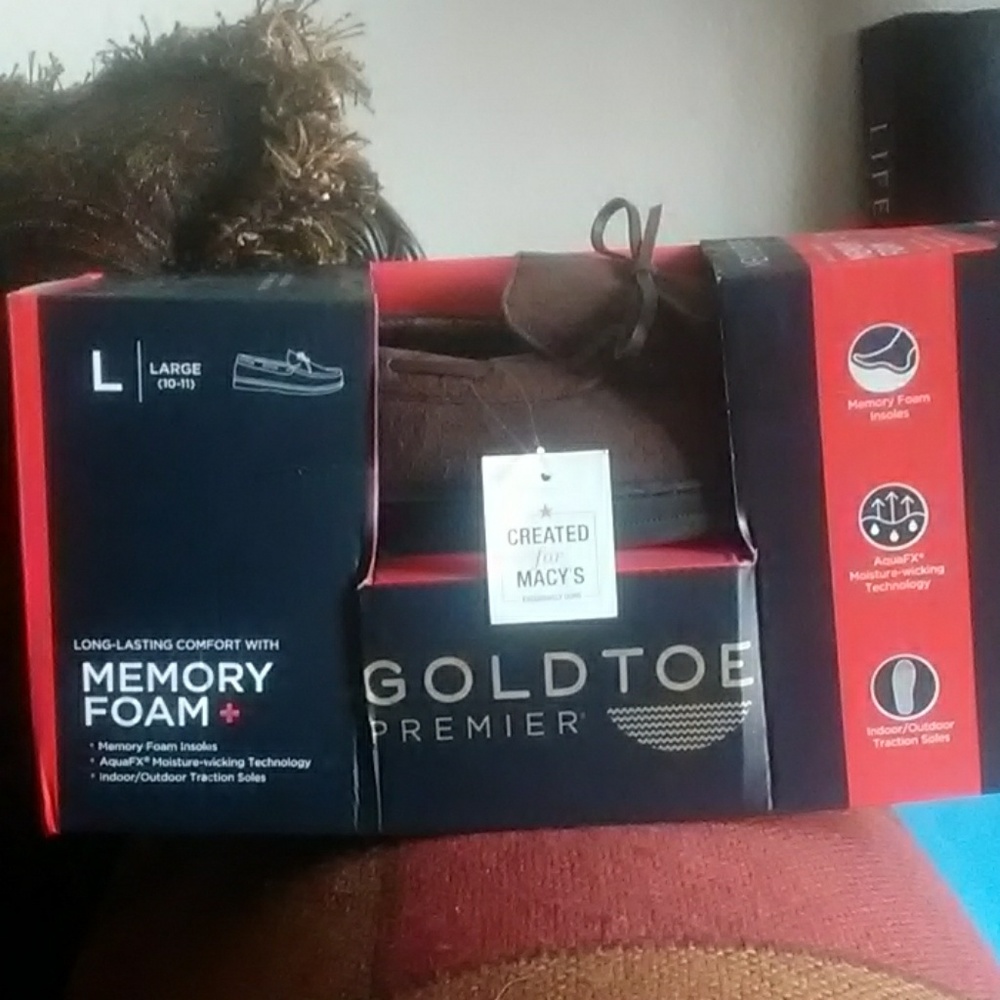 LIFE
L
LARGE
(10-11)
LONG-LASTING COMFORT WITH
MEMORY
FOAM+
• Memory Foam Insoles
• AquaFX® Moisture-wicking Technology
• Indoor/Outdoor Traction Soles
CREATED
for
MACY'S
GOLDTOE
PREMIER®
Memory Foam
Insoles
AquaFX®
Moisture-wicking
Technology
Indoor/Outdoor
Traction Soles